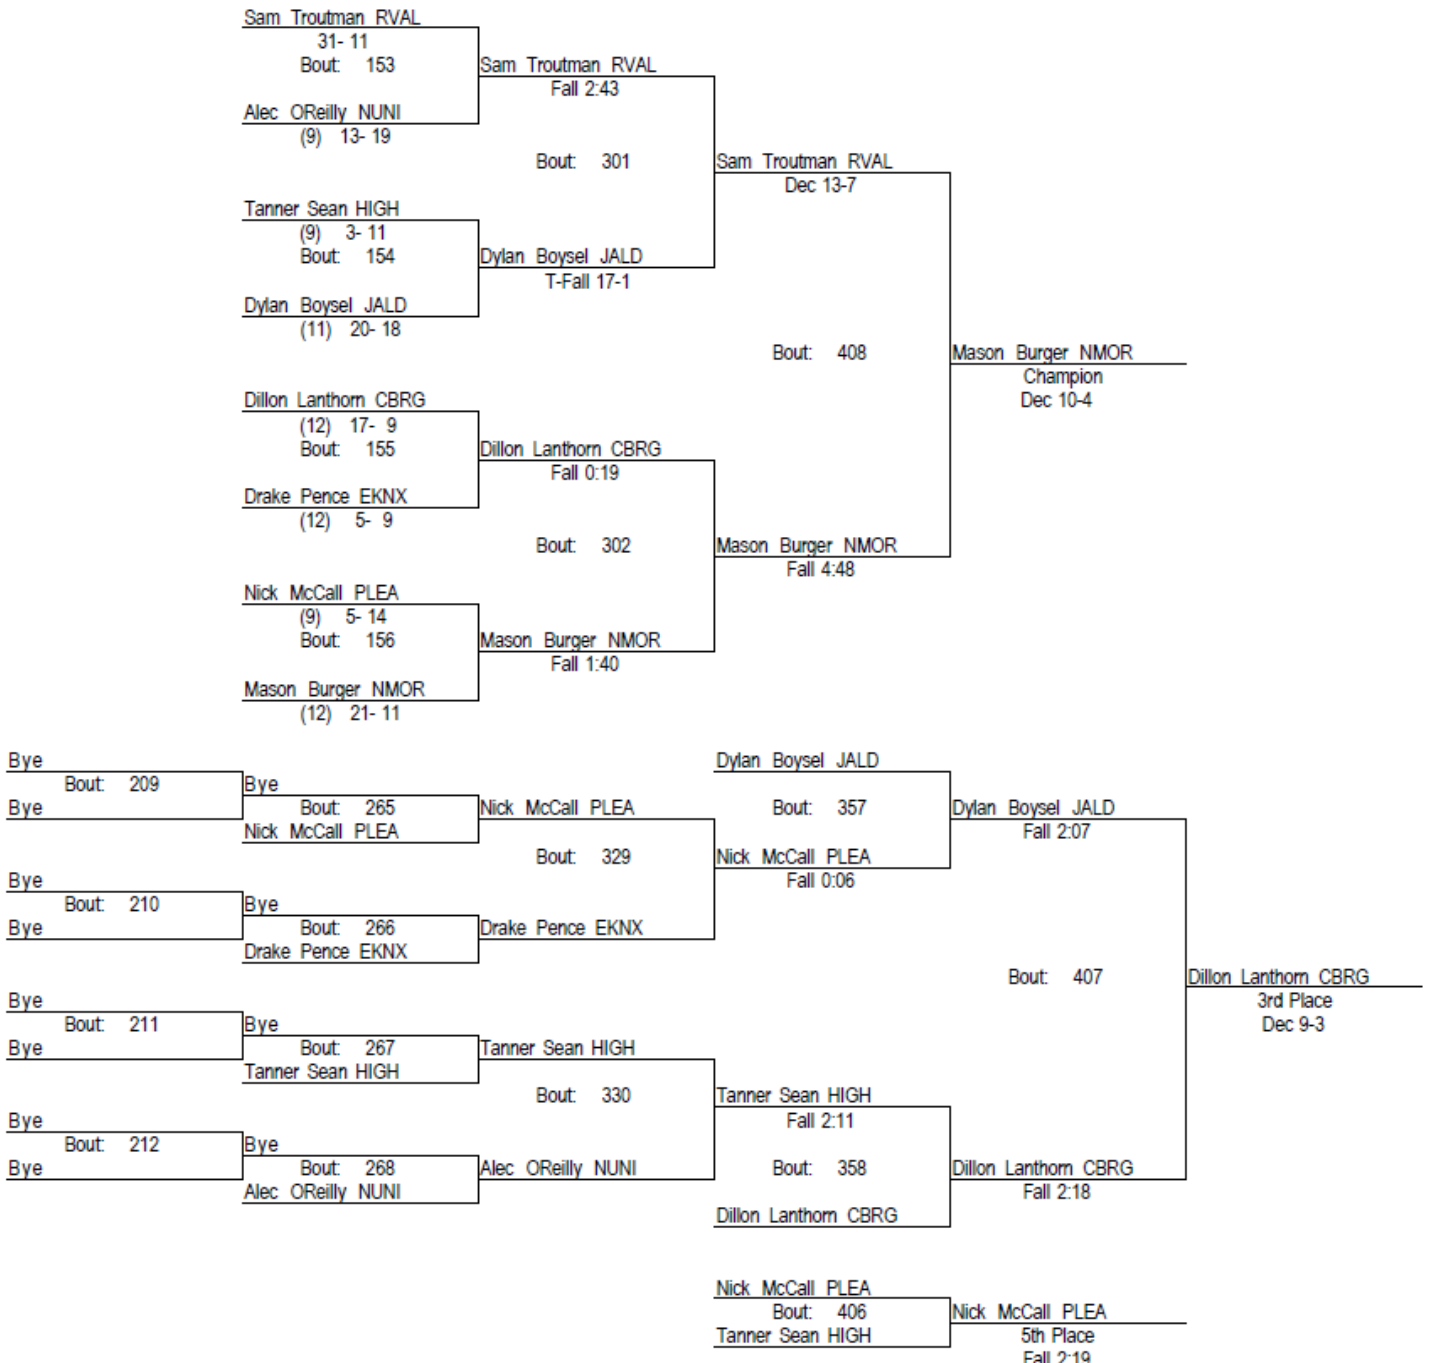 Sam Troutman RVAL
31- 11
Bout: 153
Sam Troutman RVAL
Fall 2:43
Alec OReilly NUNI
(9) 13- 19
Bout: 301
Sam Troutman RVAL
Dec 13-7
Tanner Sean HIGH
(9) 3- 11
Bout: 154
Dylan Boysel JALD
T-Fall 17-1
Dylan Boysel JALD
(11) 20- 18
Bout: 408
Mason Burger NMOR
Champion
Dec 10-4
Dillon Lanthorn CBRG
(12) 17- 9
Bout: 155
Dillon Lanthorn CBRG
Fall 0:19
Drake Pence EKNX
(12) 5- 9
Bout: 302
Mason Burger NMOR
Fall 4:48
Nick McCall PLEA
(9) 5- 14
Bout: 156
Mason Burger NMOR
Fall 1:40
Mason Burger NMOR
(12) 21- 11
Bye
Bout: 209
Bye
Bye
Bout: 265
Nick McCall PLEA
Nick McCall PLEA
Dylan Boysel JALD
Bout: 357
Dylan Boysel JALD
Fall 2:07
Bout: 329
Nick McCall PLEA
Fall 0:06
Bye
Bout: 210
Bye
Bye
Bout: 266
Drake Pence EKNX
Drake Pence EKNX
Bout: 407
Dillon Lanthorn CBRG
3rd Place
Dec 9-3
Bye
Bout: 211
Bye
Bye
Bout: 267
Tanner Sean HIGH
Tanner Sean HIGH
Bout: 330
Tanner Sean HIGH
Fall 2:11
Bye
Bout: 212
Bye
Bye
Bout: 268
Alec OReilly NUNI
Alec OReilly NUNI
Bout: 358
Dillon Lanthorn CBRG
Fall 2:18
Dillon Lanthorn CBRG
Nick McCall PLEA
Bout: 406
Nick McCall PLEA
Tanner Sean HIGH
5th Place
Fall 2:19